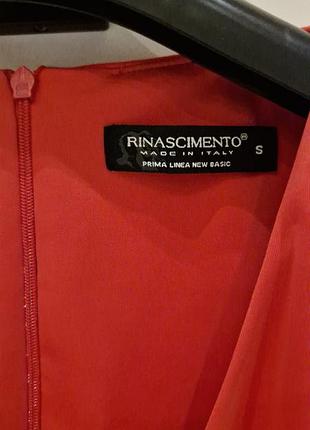 RINASCIMENTO®
MADE IN ITALY
S
PRIMA LINEA NEW BASIC